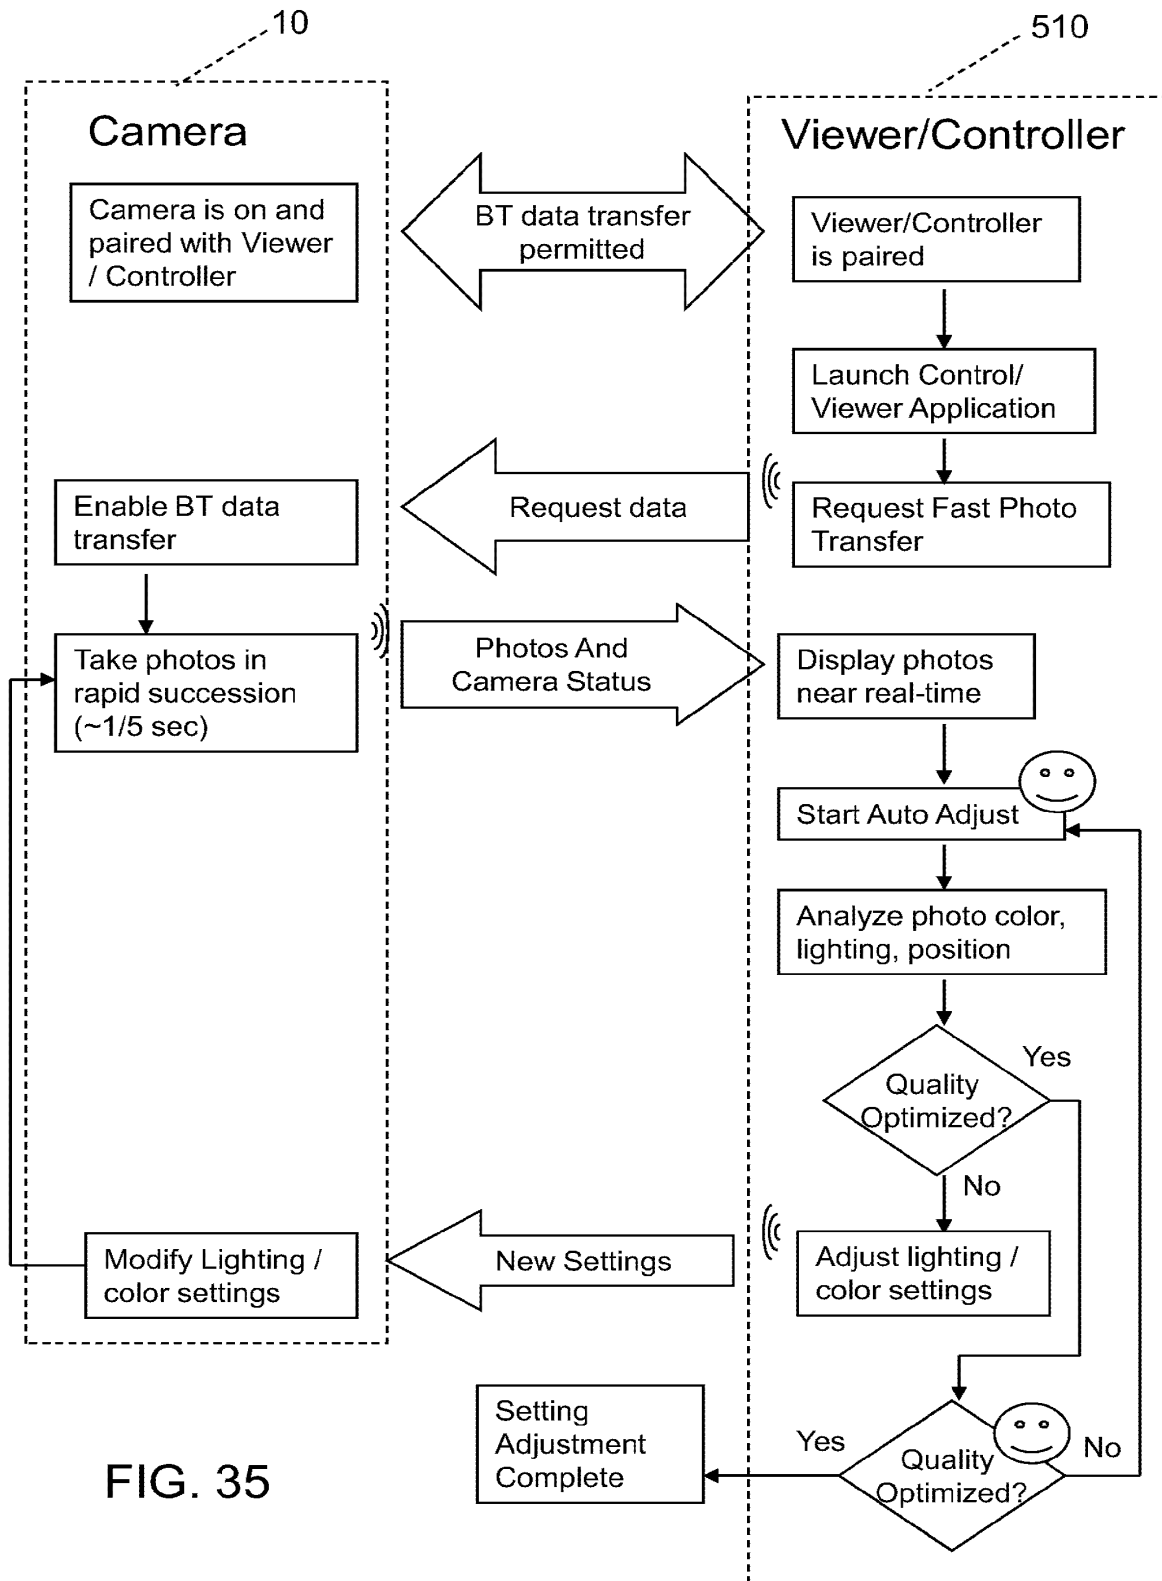 10
510
Camera
Viewer/Controller
Camera is on and
paired with Viewer
/ Controller
BT data transfer
permitted
Viewer/Controller
is paired
Launch Control/
Viewer Application
Enable BT data
transfer
Request data
Request Fast Photo
Transfer
Take photos in
rapid succession
(~1/5 sec)
Photos And
Camera Status
Display photos
near real-time
Start Auto Adjust
Analyze photo color,
lighting, position
Yes
Quality
Optimized?
No
Modify Lighting /
color settings
New Settings
Adjust lighting /
color settings
Setting
Adjustment
Complete
Yes
Quality
Optimized?
No
FIG. 35